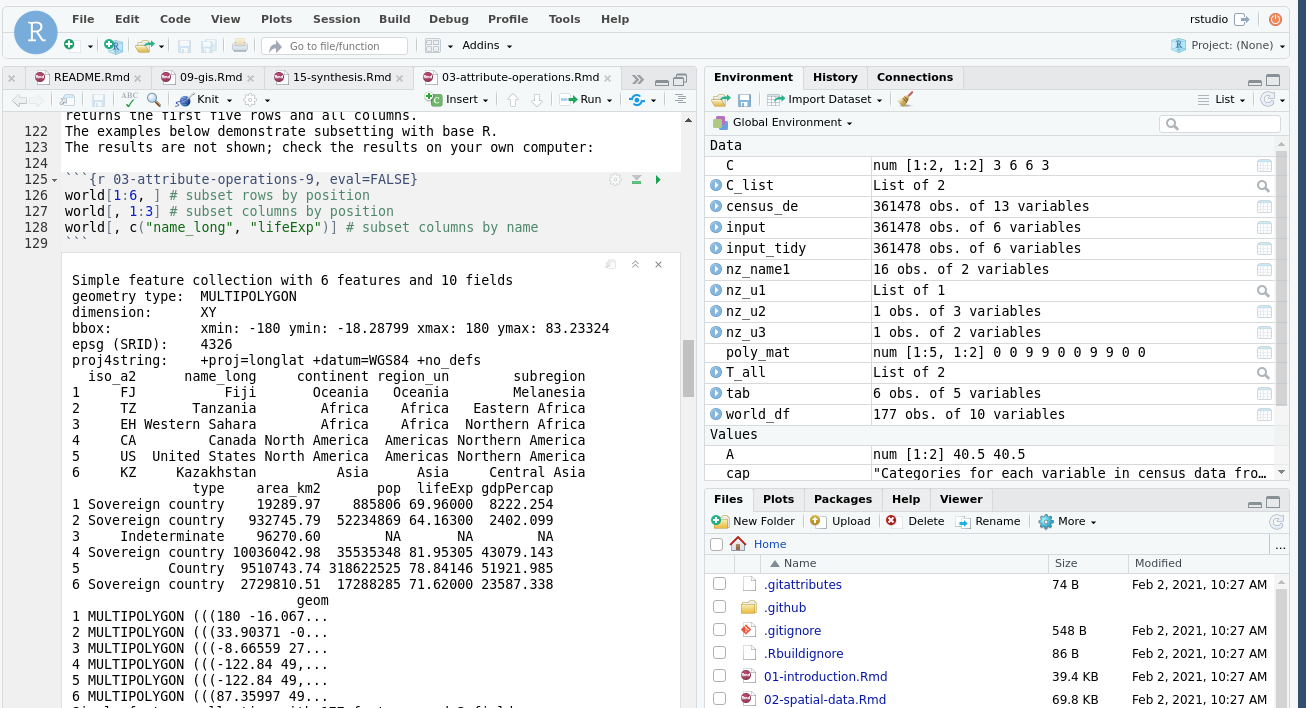 File Edit Code View Plots Session Build Debug Profile Tools Help
rstudio
R
Go to file/function
Addins
Project: (None)
README.Rmd
09-gis.Rmd
15-synthesis.Rmd
03-attribute-operations.Rmd
ABC
Knit
Insert
Run
returns the first five rows and all columns.
122 The examples below demonstrate subsetting with base R.
123 The results are not shown; check the results on your own computer:
124
125 ```{r 03-attribute-operations-9, eval=FALSE}
126 world[1:6, ] # subset rows by position
127 world[, 1:3] # subset columns by position
128 world[, c("name_long", "lifeExp")] # subset columns by name
129 ```
Simple feature collection with 6 features and 10 fields
geometry type:  MULTIPOLYGON
dimension:      XY
bbox:           xmin: -180 ymin: -18.28799 xmax: 180 ymax: 83.23324
epsg (SRID):    4326
proj4string:    +proj=longlat +datum=WGS84 +no_defs
iso_a2 name_long continent region_un subregion
1 FJ Fiji Oceania Oceania Melanesia
2 TZ Tanzania Africa Africa Eastern Africa
3 EH Western Sahara Africa Africa Northern Africa
4 CA Canada North America Americas Northern America
5 US United States North America Americas Northern America
6 KZ Kazakhstan Asia Asia Central Asia
type area_km2 pop lifeExp gdpPercap
1 Sovereign country 19289.97 885806 69.96000 8222.254
2 Sovereign country 932745.79 52234869 64.16300 2402.099
3 Indeterminate 96270.60 NA NA NA
4 Sovereign country 10036042.98 35535348 81.95305 43079.143
5 Country 9510743.74 318622525 78.84146 51921.985
6 Sovereign country 2729810.51 17288285 71.62000 23587.338
geom
1 MULTIPOLYGON (((180 -16.067...
2 MULTIPOLYGON (((33.90371 -0...
3 MULTIPOLYGON (((-8.66559 27...
4 MULTIPOLYGON (((-122.84 49,...
5 MULTIPOLYGON (((-122.84 49,...
6 MULTIPOLYGON (((87.35997 49...
Environment History Connections
Import Dataset
List
Global Environment
Data
C num [1:2, 1:2] 3 6 6 3
C_list List of 2
census_de 361478 obs. of 13 variables
input 361478 obs. of 6 variables
input_tidy 361478 obs. of 6 variables
nz_name1 16 obs. of 2 variables
nz_u1 List of 1
nz_u2 1 obs. of 3 variables
nz_u3 1 obs. of 2 variables
poly_mat num [1:5, 1:2] 0 0 9 9 0 0 9 9 0 0
T_all List of 2
tab 6 obs. of 5 variables
world_df 177 obs. of 10 variables
Values
A num [1:2] 40.5 40.5
cap "Categories for each variable in census data fro…
Files Plots Packages Help Viewer
New Folder Upload Delete Rename More
Home ...
Name Size Modified
.gitattributes 74 B Feb 2, 2021, 10:27 AM
.github
.gitignore 548 B Feb 2, 2021, 10:27 AM
.Rbuildignore 86 B Feb 2, 2021, 10:27 AM
01-introduction.Rmd 39.4 KB Feb 2, 2021, 10:27 AM
02-spatial-data.Rmd 69.8 KB Feb 2, 2021, 10:27 AM